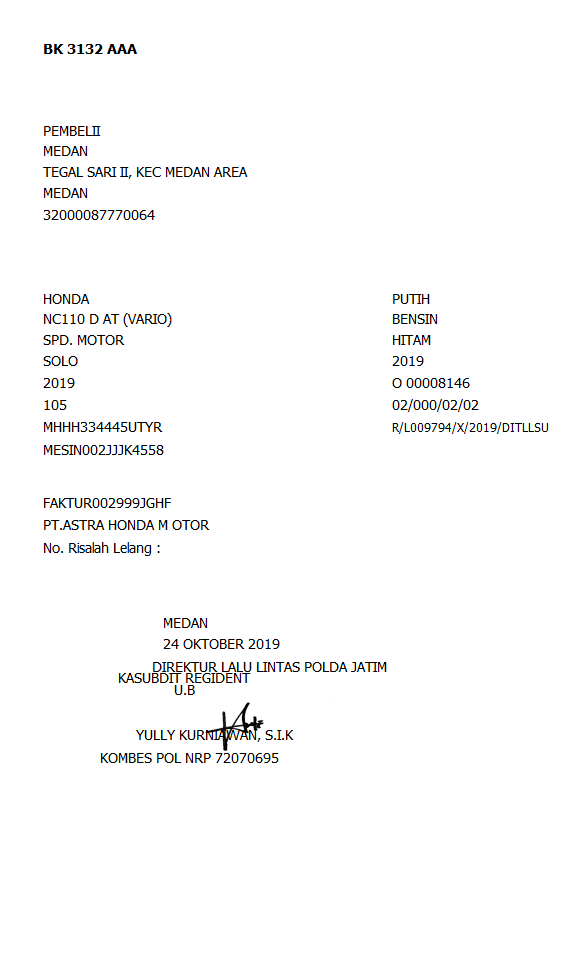 BK 3132 AAA
PEMBELII
MEDAN
TEGAL SARI II, KEC MEDAN AREA
MEDAN
32000087770064
HONDA PUTIH
NC110 D AT (VARIO) BENSIN
SPD. MOTOR HITAM
SOLO 2019
2019 O 00008146
105 02/000/02/02
MHHH334445UTYR R/L009794/X/2019/DITLLSU
MESIN002JJJK4558
FAKTUR002999JGHF
PT.ASTRA HONDA M OTOR
No. Risalah Lelang :
MEDAN
24 OKTOBER 2019
DIREKTUR LALU LINTAS POLDA JATIM
KASUBDIT REGIDENT
U.B
YULLY KURNIAWAN, S.I.K
KOMBES POL NRP 72070695